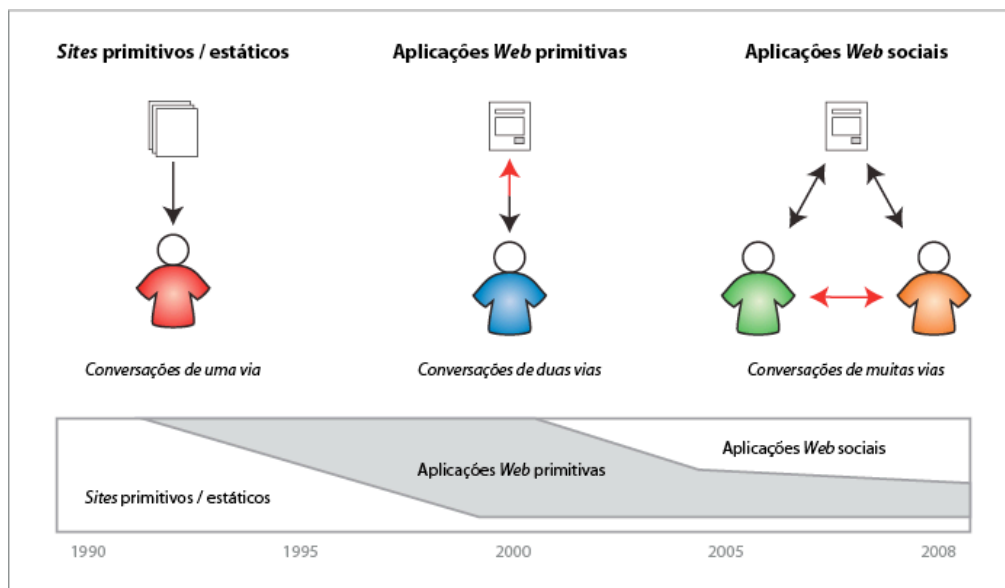 Sites primitivos / estáticos
Aplicações Web primitivas
Aplicações Web sociais
Conversações de uma via
Conversações de duas vias
Conversações de muitas vias
Aplicações Web sociais
Aplicações Web primitivas
Sites primitivos / estáticos
1990
1995
2000
2005
2008